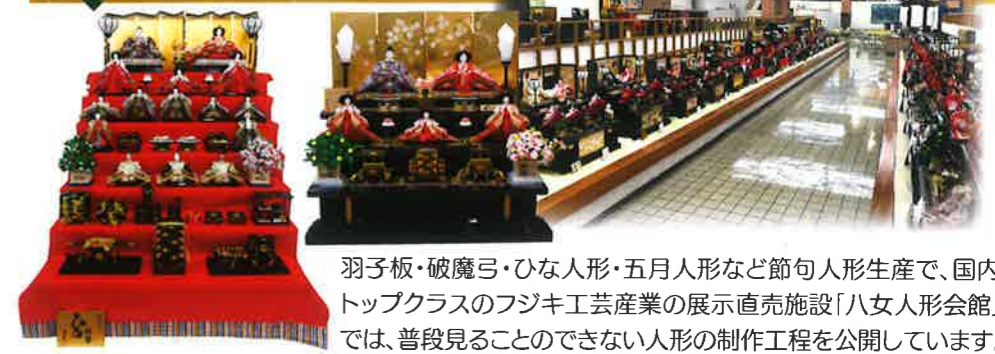 羽子板・破魔弓・ひな人形・五月人形など節句人形生産で、国内
トップクラスのフジキ工芸産業の展示直売施設「八女人形会館」
では、普段見ることのできない人形の制作工程を公開しています。